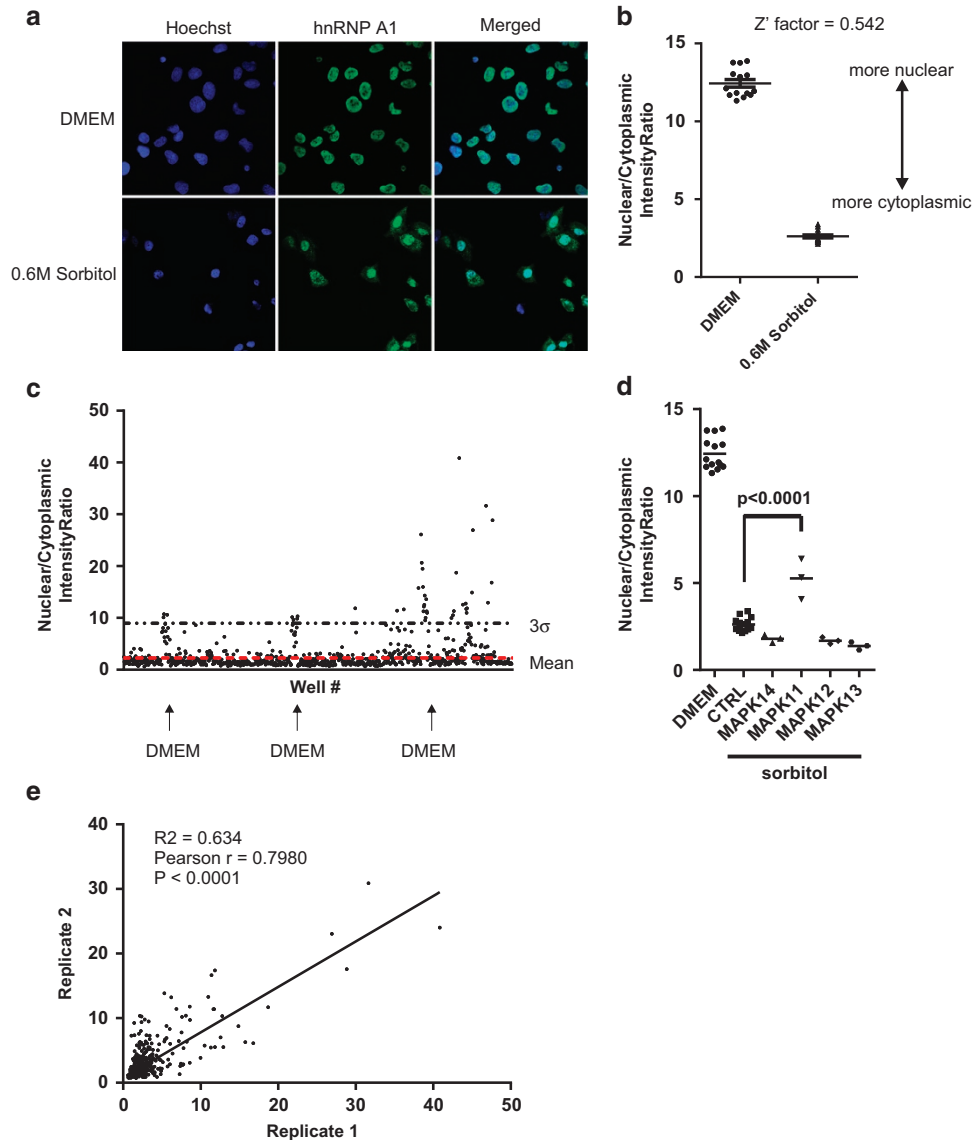 a
Hoechst
hnRNP A1
Merged
DMEM
0.6M Sorbitol
b
Z' factor = 0.542
15
10
5
0
Nuclear/Cytoplasmic
IntensityRatio
more nuclear
more cytoplasmic
DMEM
0.6M Sorbitol
c
50
40
30
20
10
0
Nuclear/Cytoplasmic
IntensityRatio
3σ
Mean
Well #
DMEM
DMEM
DMEM
d
15
10
5
0
Nuclear/Cytoplasmic
IntensityRatio
p<0.0001
DMEM
CTRL
MAPK14
MAPK11
MAPK12
MAPK13
sorbitol
e
R2 = 0.634
Pearson r = 0.7980
P < 0.0001
40
30
20
10
0
Replicate 2
0
10
20
30
40
50
Replicate 1